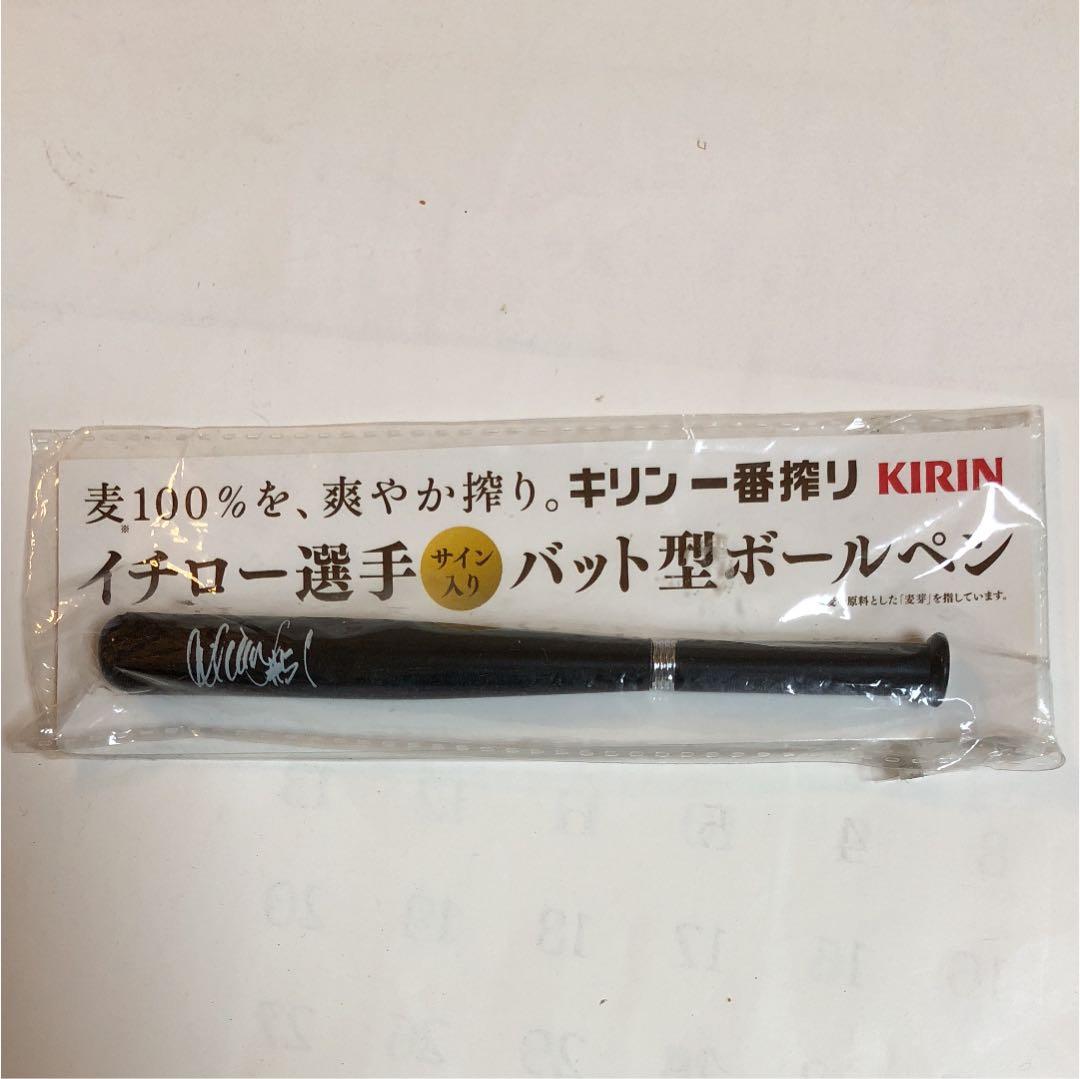 麦100%を、爽やか搾り。キリン一番搾り KIRIN
※
イチロー選手 サイン入り バット型ボールペン
原料とした「麦芽」を指しています。
#51